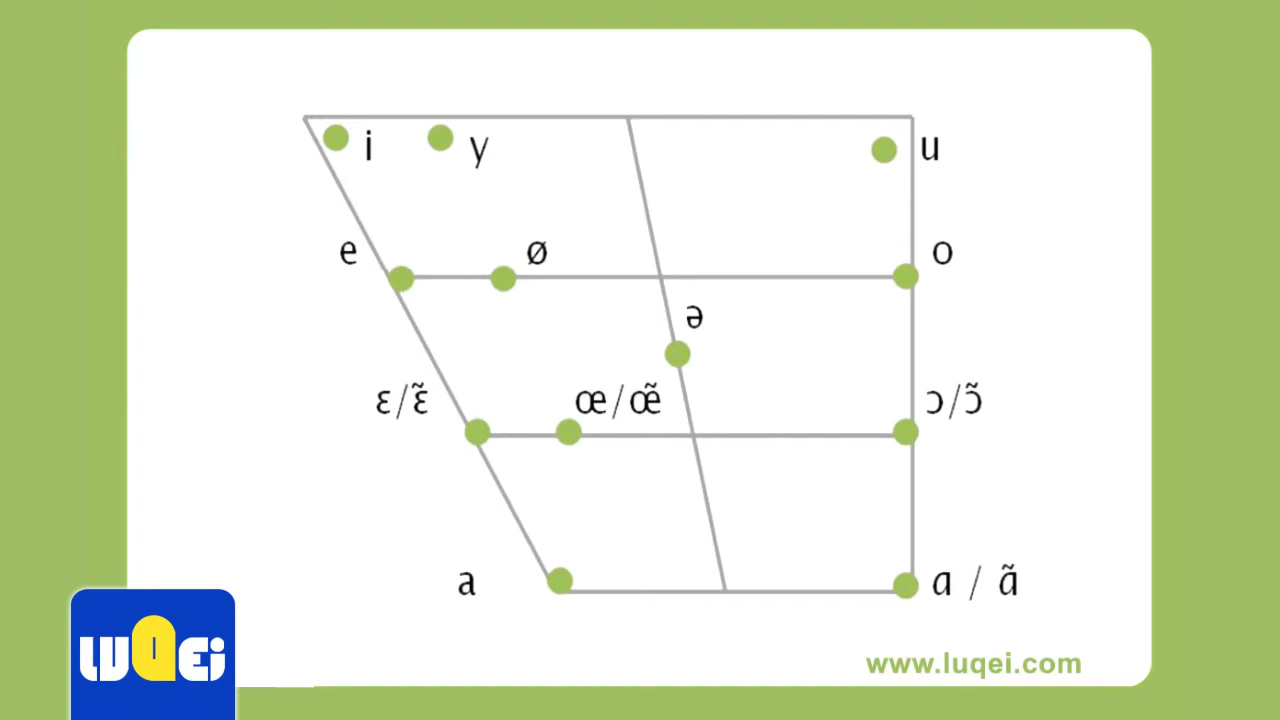 i y u
e ø o
ə
ɛ/ɛ̃ œ/œ̃ ɔ/ɔ̃
a ɑ / ɑ̃
LUQEi
www.luqei.com